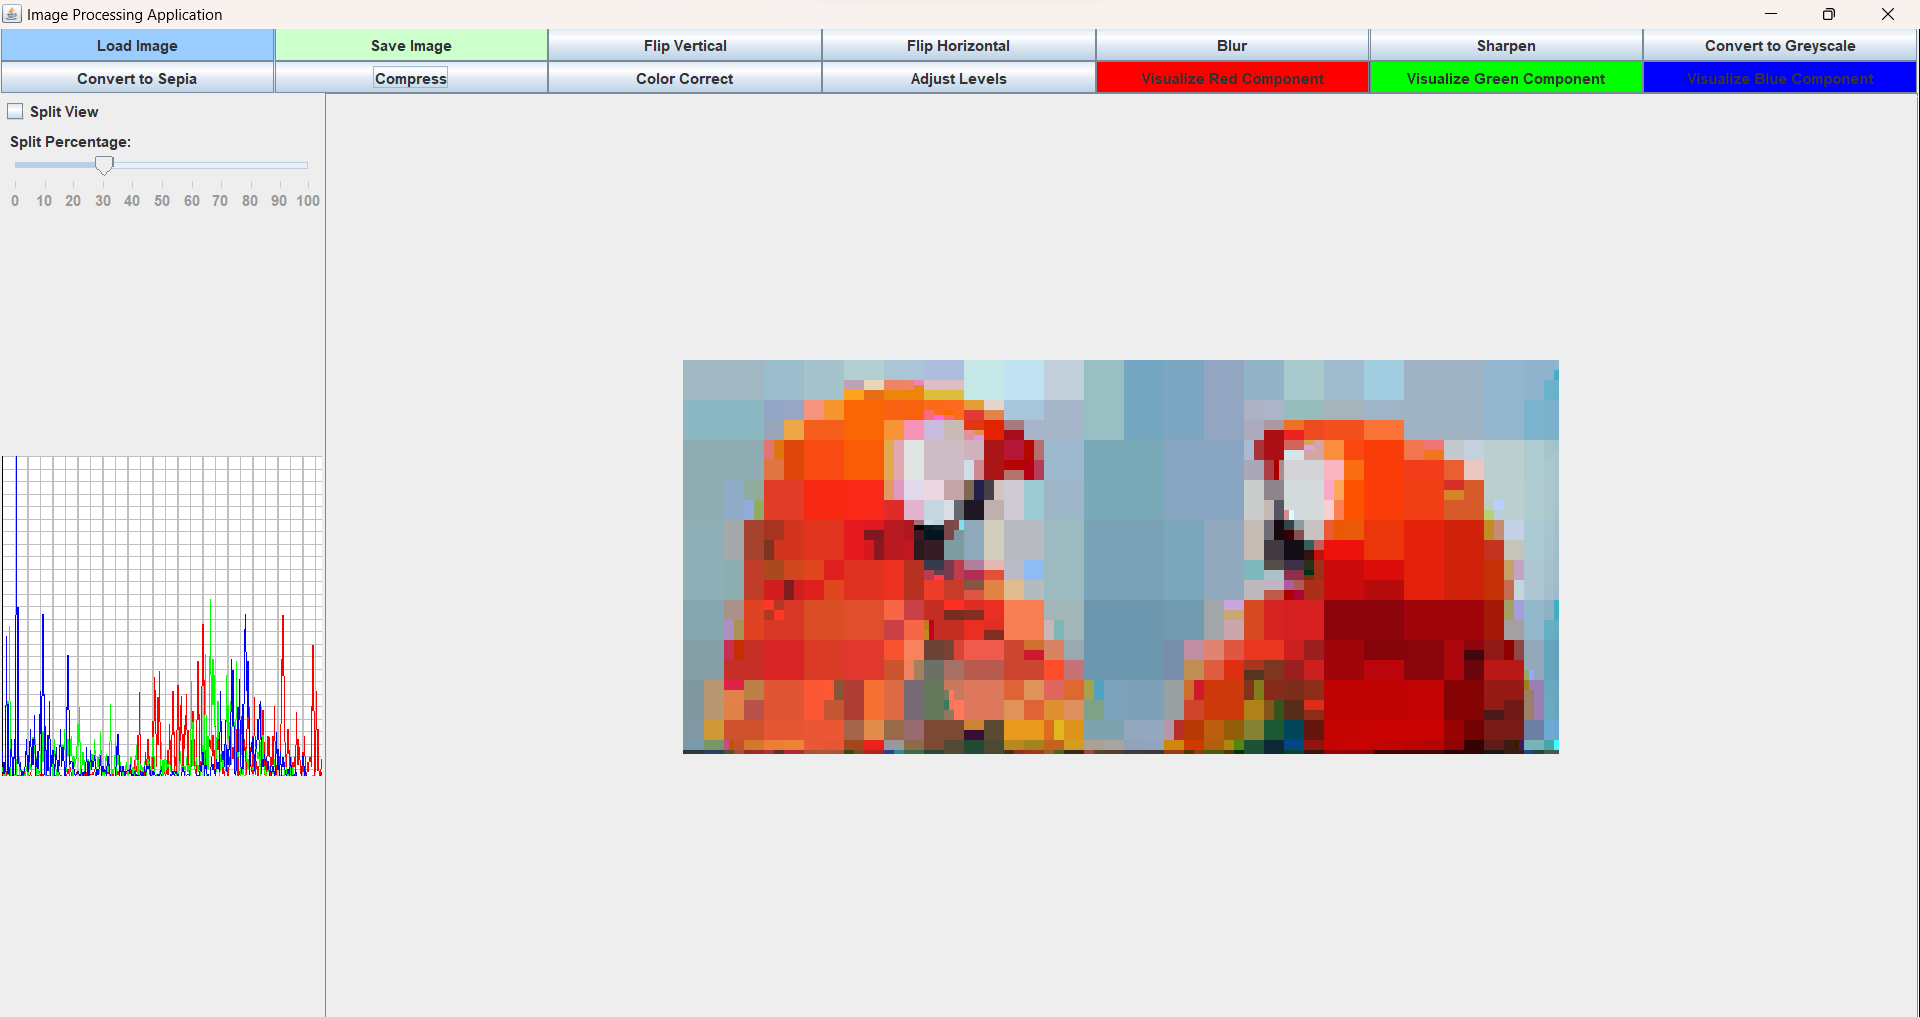 Image Processing Application
Load Image Save Image Flip Vertical Flip Horizontal Blur Sharpen Convert to Greyscale
Convert to Sepia Compress Color Correct Adjust Levels Visualize Red Component Visualize Green Component Visualize Blue Component
Split View
Split Percentage:
0 10 20 30 40 50 60 70 80 90 100